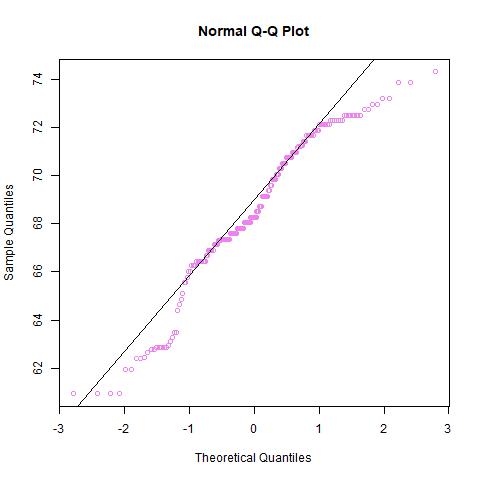 Normal Q-Q Plot
74
72
70
68
66
64
62
Sample Quantiles
-3 -2 -1 0 1 2 3
Theoretical Quantiles